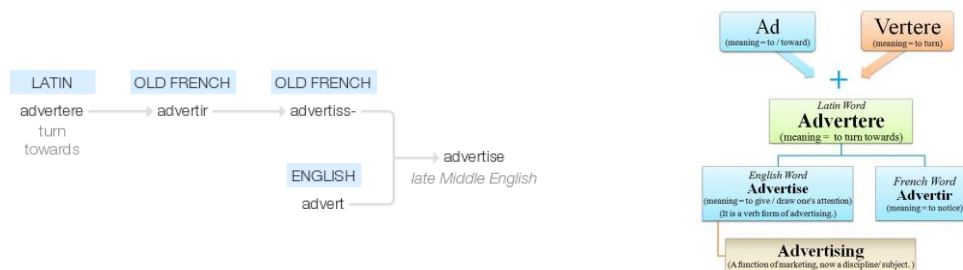 LATIN
OLD FRENCH
OLD FRENCH
advertere
advertir
advertiss-
turn
towards
ENGLISH
advert
advertise
late Middle English
Ad
(meaning = to / toward)
Vertere
(meaning = to turn)
+
Latin Word
Advertere
(meaning = to turn towards)
English Word
Advertise
(meaning = to give / draw one's attention)
(It is a verb form of advertising.)
French Word
Advertir
(meaning = to notice)
Advertising
(A function of marketing, now a discipline/ subject. )